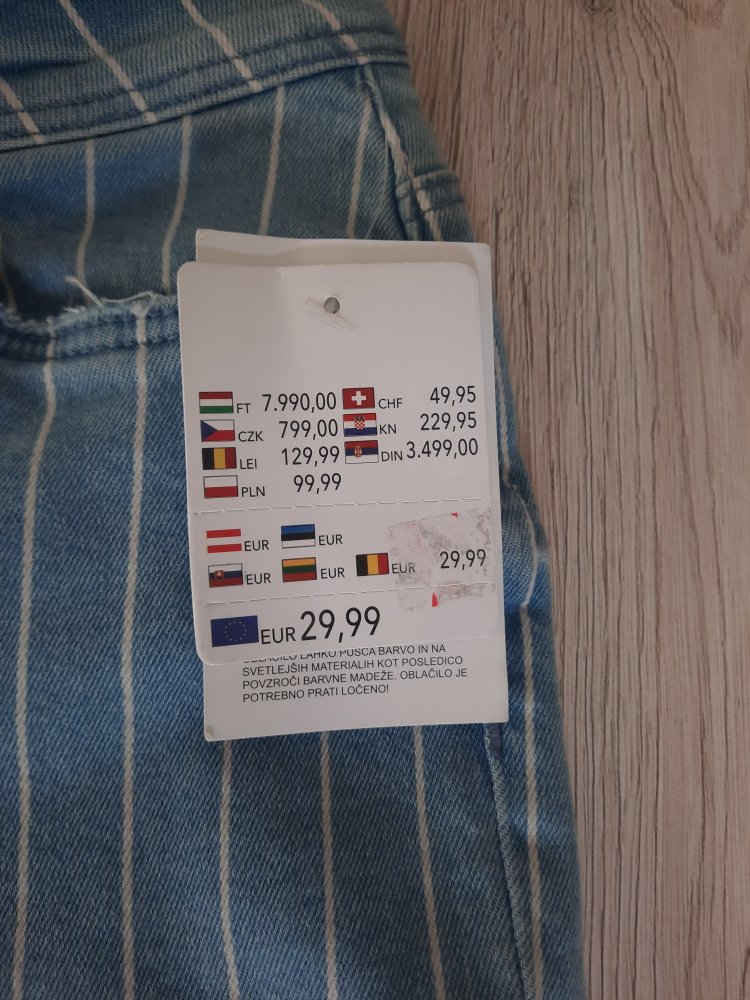 FT 7.990,00 CHF 49,95
CZK 799,00 KN 229,95
LEI 129,99 DIN 3.499,00
PLN 99,99
EUR EUR
EUR EUR EUR 29,99
EUR 29,99
LAHKO PUŠČA BARVO IN NA
SVETLEJŠIH MATERIALIH KOT POSLEDICO
POVZROČI BARVNE MADEŽE. OBLAČILO JE
POTREBNO PRATI LOČENO!